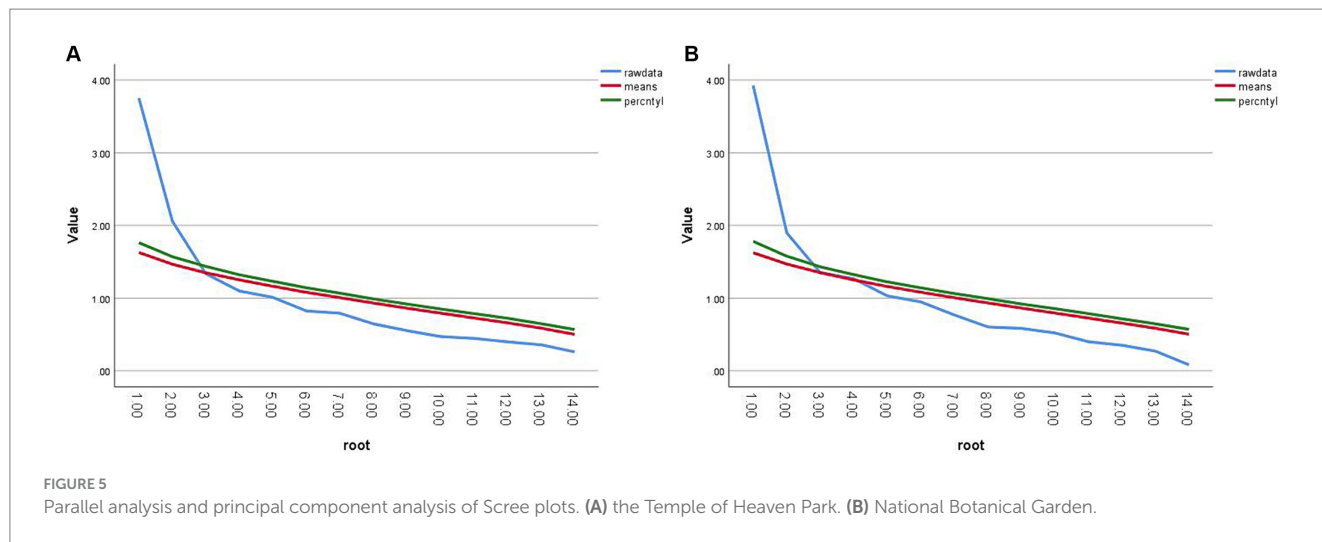 A
4.00
3.00
2.00
1.00
.00
Value
1.00
2.00
3.00
4.00
5.00
6.00
7.00
8.00
9.00
10.00
11.00
12.00
13.00
14.00
root
rawdata
means
percntyl
B
4.00
3.00
2.00
1.00
.00
Value
1.00
2.00
3.00
4.00
5.00
6.00
7.00
8.00
9.00
10.00
11.00
12.00
13.00
14.00
root
rawdata
means
percntyl
FIGURE 5
Parallel analysis and principal component analysis of Scree plots. (A) the Temple of Heaven Park. (B) National Botanical Garden.